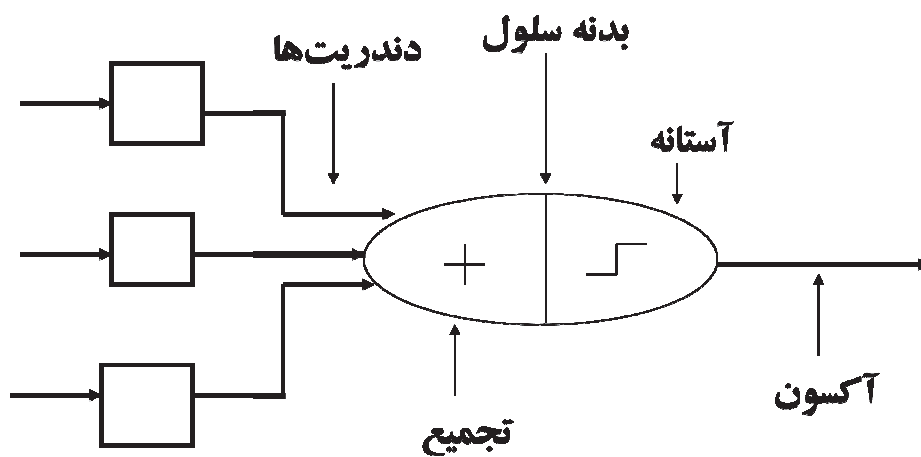 بدنه سلول
دندریت‌ها
آستانه
آکسون
تجمیع